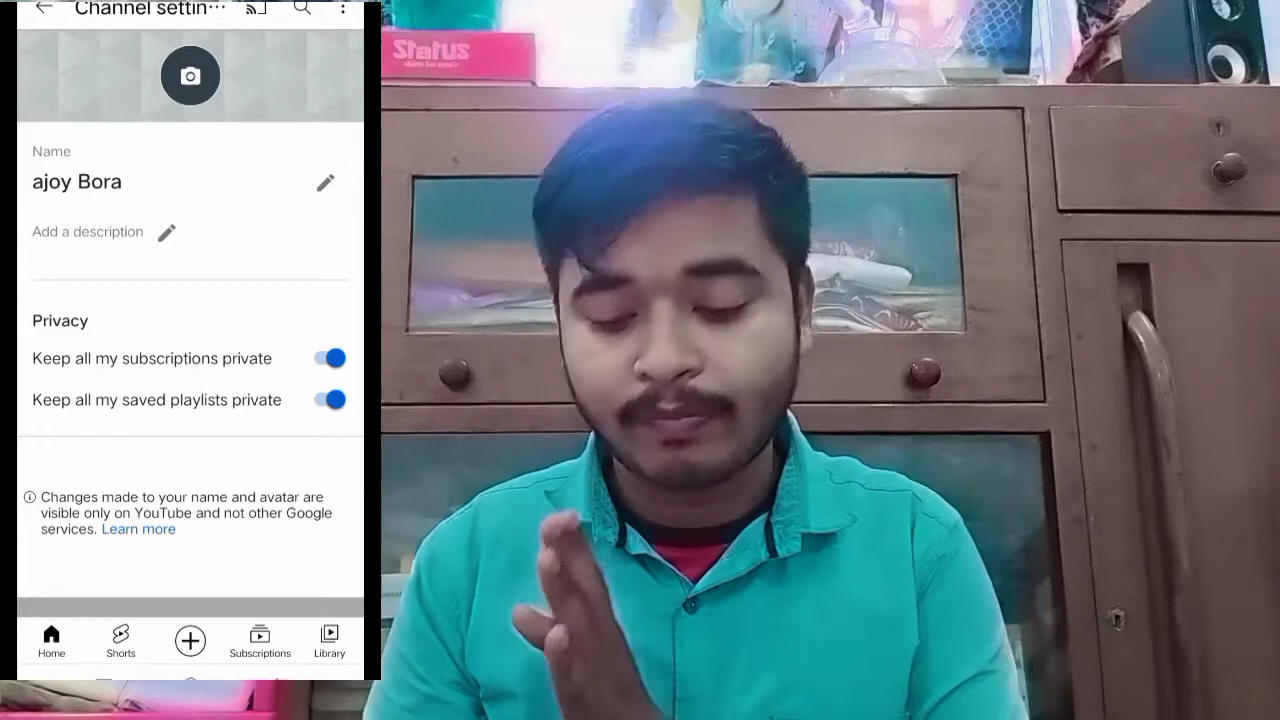 Channel settin...
Name
ajoy Bora
Add a description
Privacy
Keep all my subscriptions private
Keep all my saved playlists private
Changes made to your name and avatar are
visible only on YouTube and not other Google
services. Learn more
Home
Shorts
Subscriptions
Library
Status